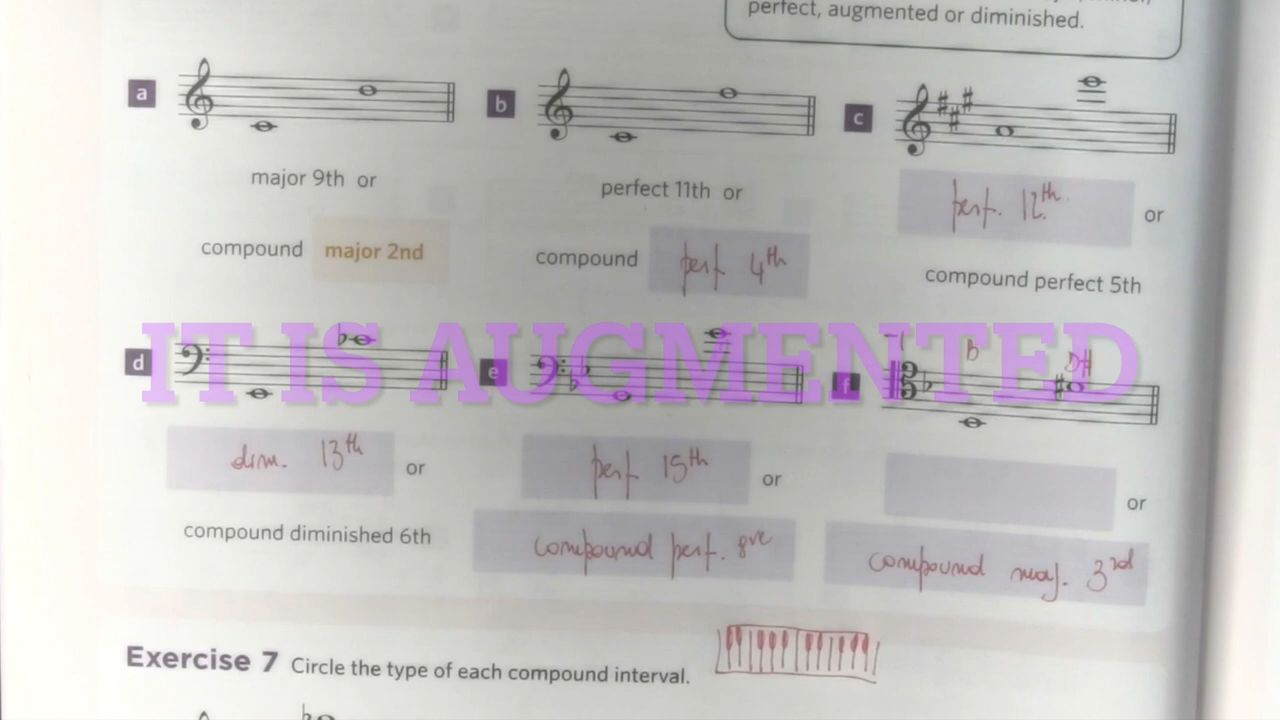 perfect, augmented or diminished.
a
b
c
major 9th or
perfect 11th or
perf. 12th. or
compound major 2nd
compound perf 4th
compound perfect 5th
IT IS AUGMENTED
d
e
f
b
D#
dim. 13th or
perf 15th or
or
compound diminished 6th
compound perf. 8ve
compound maj. 3rd
Exercise 7 Circle the type of each compound interval.